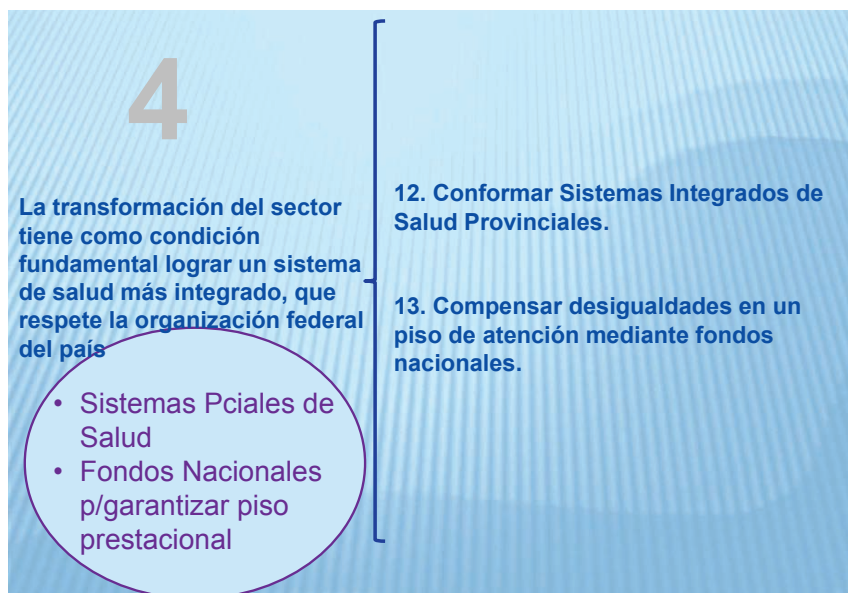 4
La transformación del sector
tiene como condición
fundamental lograr un sistema
de salud más integrado, que
respete la organización federal
del país
• Sistemas Pciales de
Salud
• Fondos Nacionales
p/garantizar piso
prestacional
12. Conformar Sistemas Integrados de
Salud Provinciales.
13. Compensar desigualdades en un
piso de atención mediante fondos
nacionales.